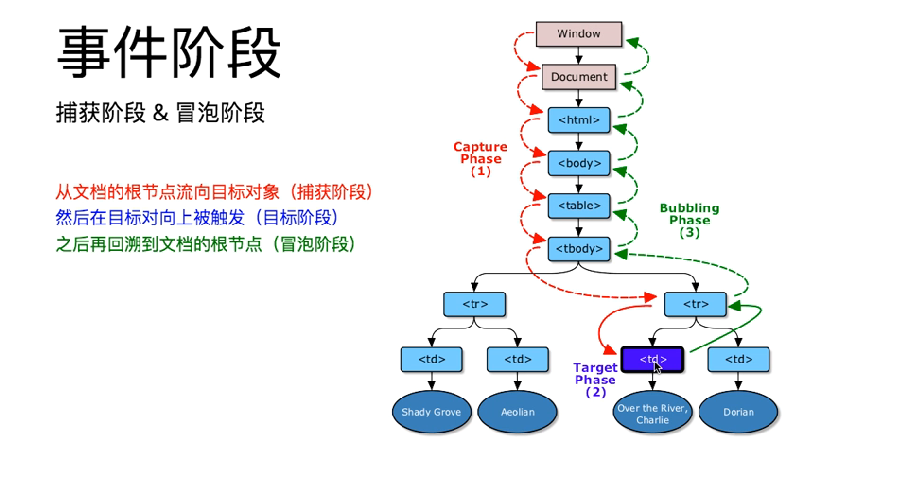 事件阶段
捕获阶段 & 冒泡阶段
从文档的根节点流向目标对象（捕获阶段）
然后在目标对向上被触发（目标阶段）
之后再回溯到文档的根节点（冒泡阶段）
Window
Document
<html>
<body>
<table>
<tbody>
Capture
Phase
(1)
Bubbling
Phase
(3)
<tr>
<tr>
<td>
<td>
<td>
<td>
Target
Phase
(2)
Shady Grove
Aeolian
Over the River,
Charlie
Dorian